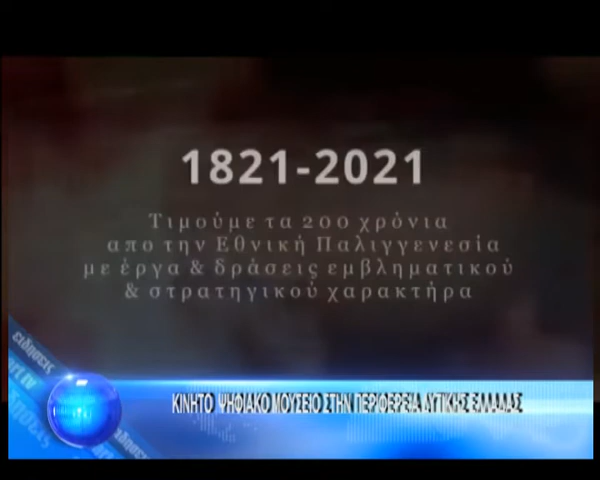 1821-2021
Τιμούμε τα 200 χρόνια
απο την Εθνική Παλιγγενεσία
με έργα & δράσεις εμβληματικού
& στρατηγικού χαρακτήρα
ειδησεις
ΚΙΝΗΤΟ ΨΗΦΙΑΚΟ ΜΟΥΣΕΙΟ ΣΤΗΝ ΠΕΡΙΦΕΡΕΙΑ ΔΥΤΙΚΗΣ ΕΛΛΑΔΑΣ